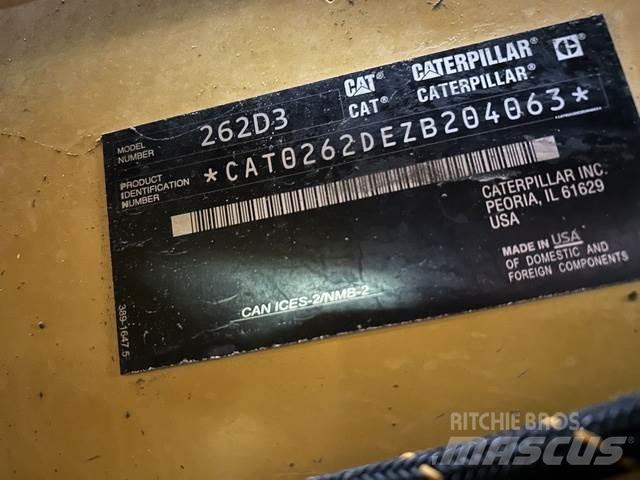 CAT CATERPILLAR C
CAT® CATERPILLAR®
MODEL NUMBER 262D3
PRODUCT IDENTIFICATION NUMBER *CAT0262DEZB204063*
CATERPILLAR INC.
PEORIA, IL 61629
USA
MADE IN USA
OF DOMESTIC AND
FOREIGN COMPONENTS
CAN ICES-2/NMB-2
389-1647 5
RITCHIE BROS.
MASCUS